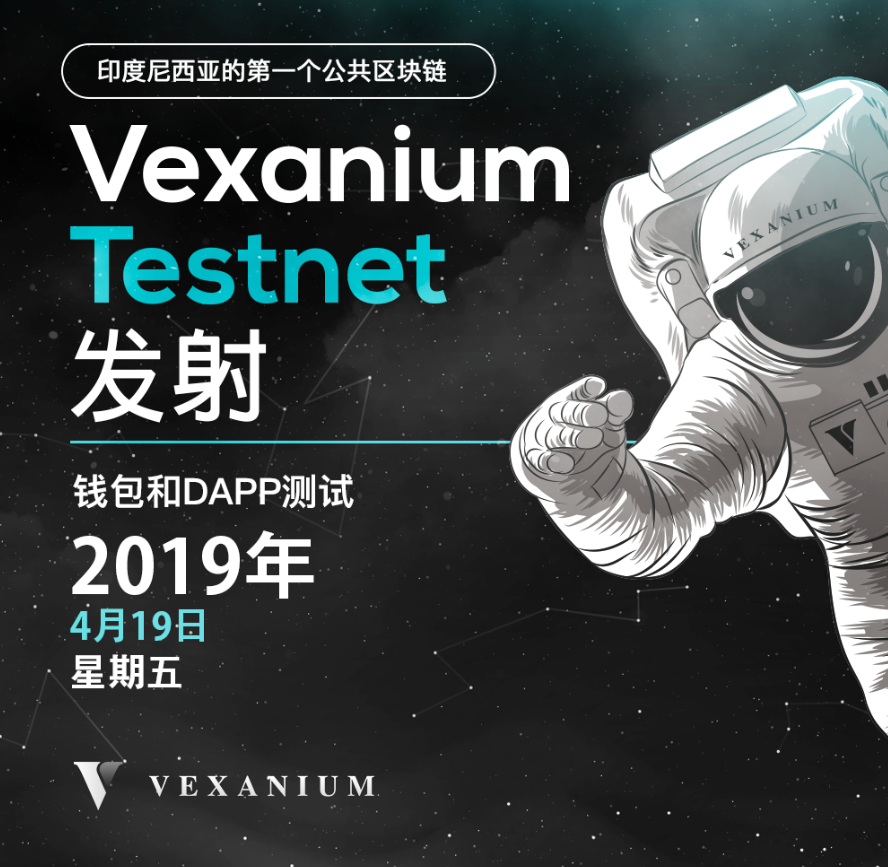 印度尼西亚的第一个公共区块链
Vexanium
Testnet
发射
钱包和DAPP测试
2019年
4月19日
星期五
VEXANIUM
VEXANIUM